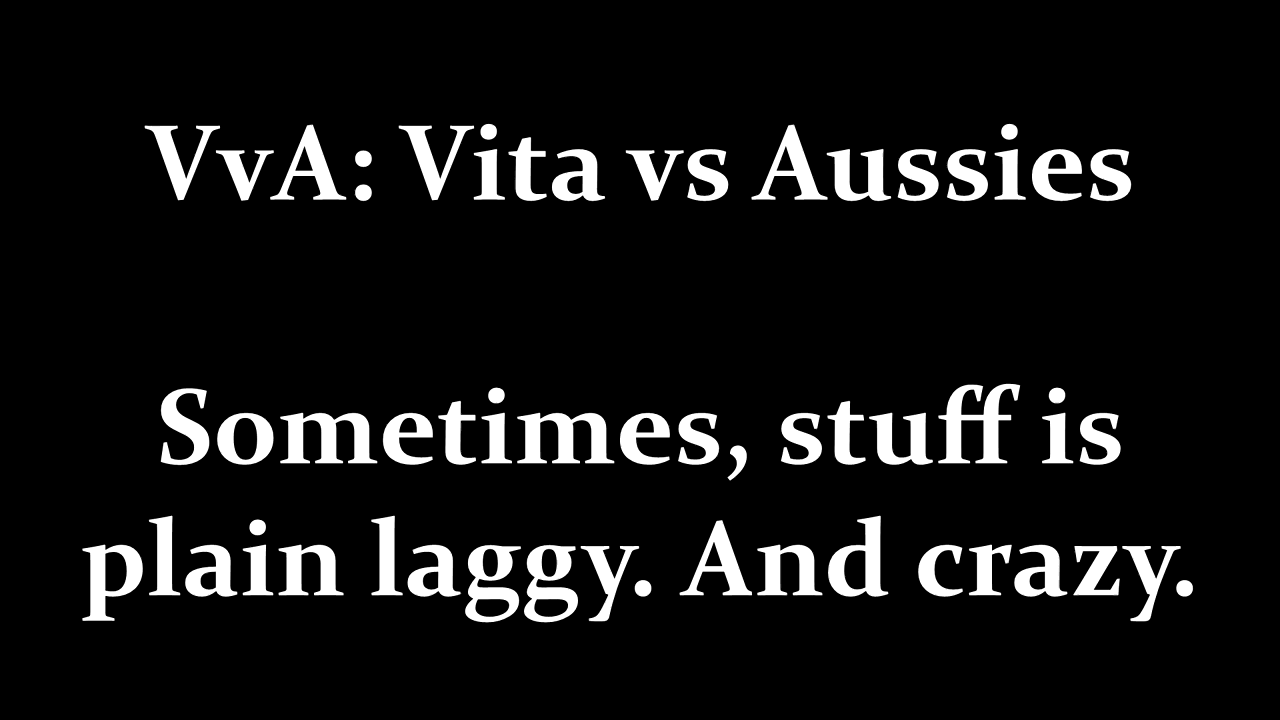 VvA: Vita vs Aussies
Sometimes, stuff is
plain laggy. And crazy.